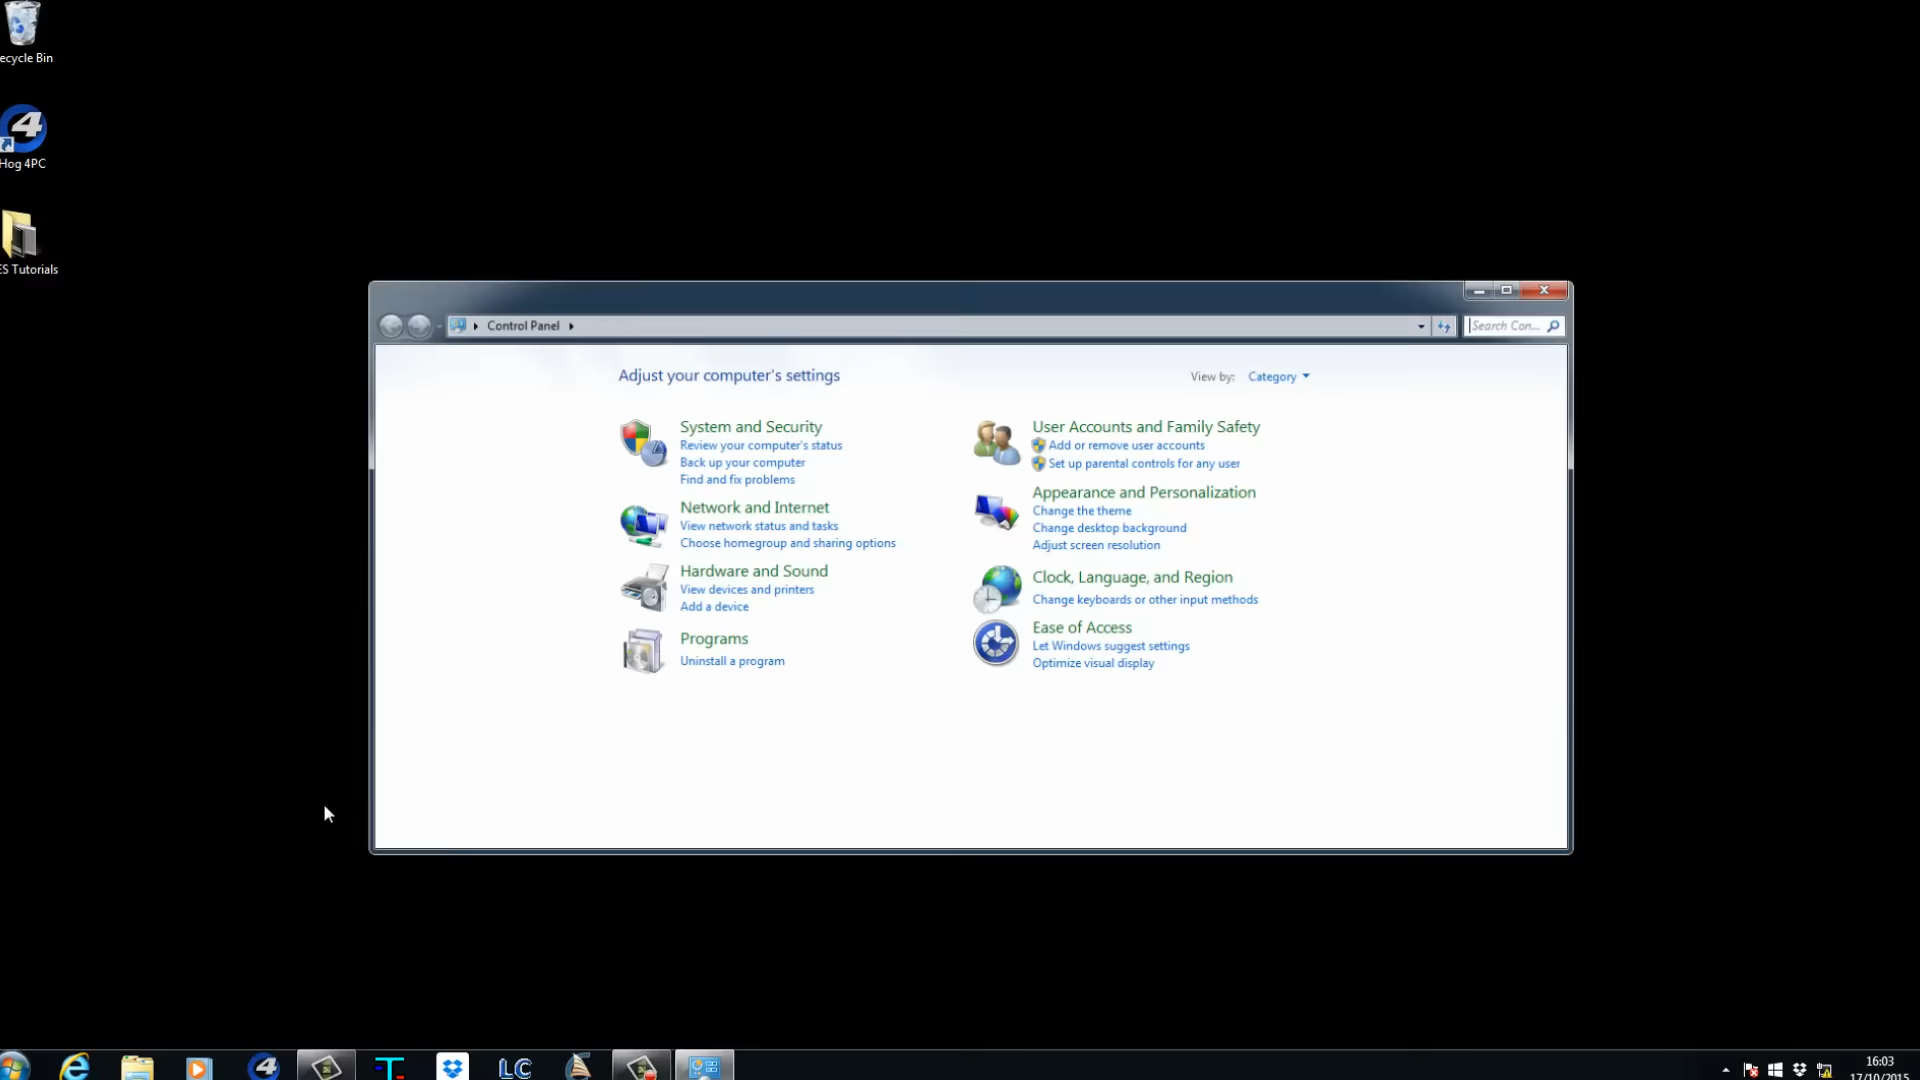 ecycle Bin
4
Hog 4PC
ES Tutorials
Control Panel
Search Con...
Adjust your computer's settings
View by: Category
System and Security
Review your computer's status
Back up your computer
Find and fix problems
Network and Internet
View network status and tasks
Choose homegroup and sharing options
Hardware and Sound
View devices and printers
Add a device
Programs
Uninstall a program
User Accounts and Family Safety
Add or remove user accounts
Set up parental controls for any user
Appearance and Personalization
Change the theme
Change desktop background
Adjust screen resolution
Clock, Language, and Region
Change keyboards or other input methods
Ease of Access
Let Windows suggest settings
Optimize visual display
4
LC
16:03
17/10/2015